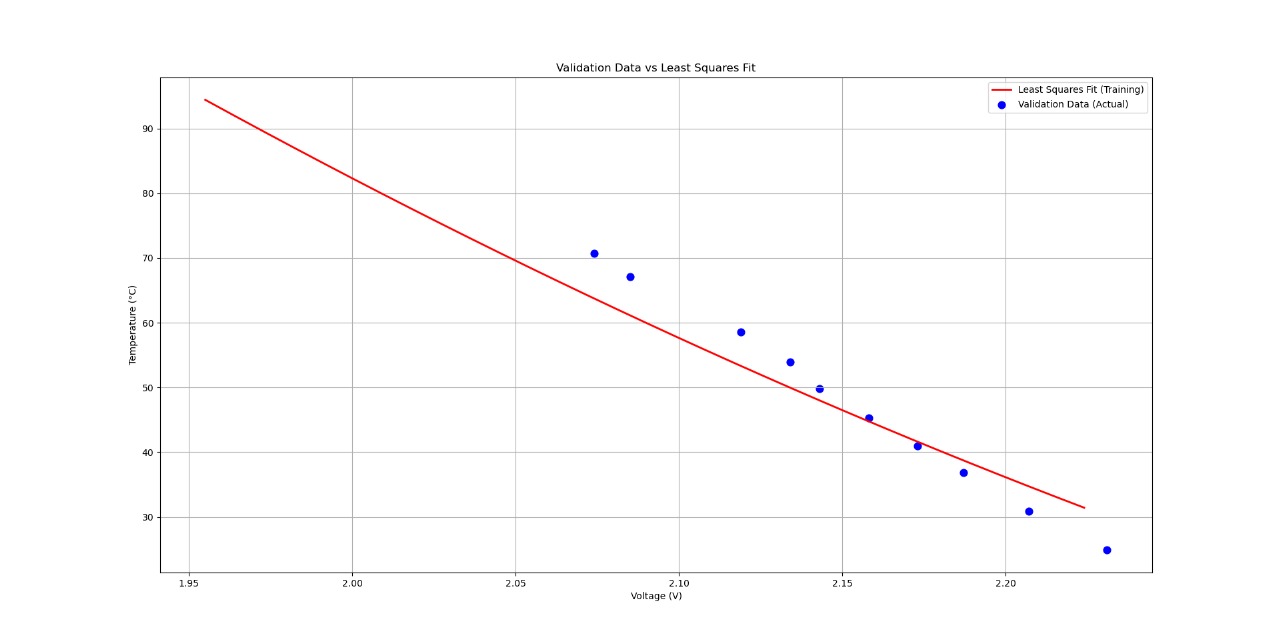 Validation Data vs Least Squares Fit
Least Squares Fit (Training)
Validation Data (Actual)
Temperature (°C)
90
80
70
60
50
40
30
1.95
2.00
2.05
2.10
2.15
2.20
Voltage (V)